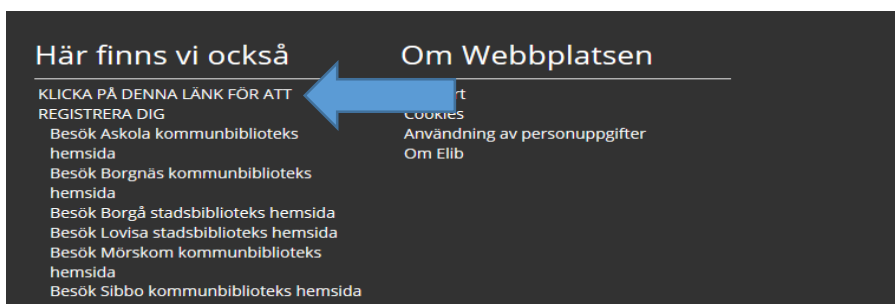 Här finns vi också
KLICKA PÅ DENNA LÄNK FÖR ATT
REGISTRERA DIG
Besök Askola kommunbiblioteks
hemsida
Besök Borgnäs kommunbiblioteks
hemsida
Besök Borgå stadsbiblioteks hemsida
Besök Lovisa stadsbiblioteks hemsida
Besök Mörskom kommunbiblioteks
hemsida
Besök Sibbo kommunbiblioteks hemsida
Om Webbplatsen
Cookies
Användning av personuppgifter
Om Elib